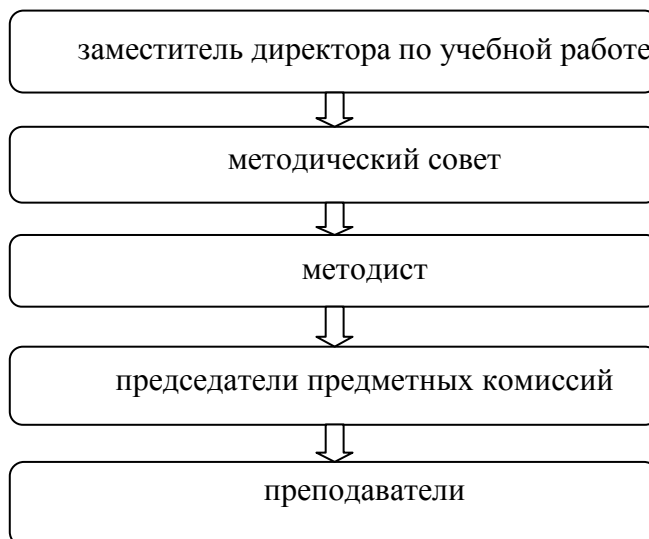 заместитель директора по учебной работе
методический совет
методист
председатели предметных комиссий
преподаватели